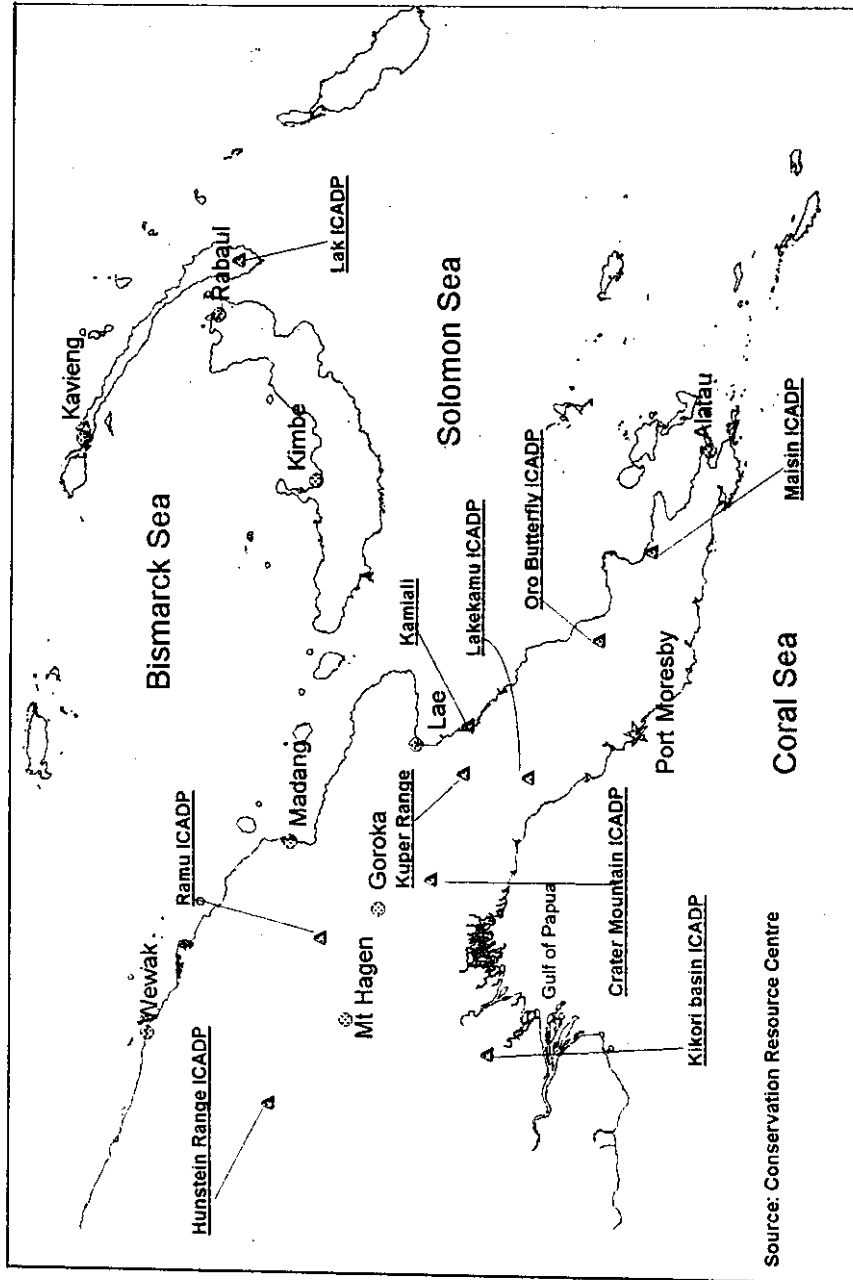 Bismarck Sea
Kavieng
Rabaul
Lak ICADP
Kimbe
Solomon Sea
Wewak
Ramu ICADP
Madang
Hunstein Range ICADP
Mt Hagen
Goroka
Lae
Kuper Range
Kamiali
Lakekamu ICADP
Oro Butterfly ICADP
Alatau
Maisin ICADP
Gulf of Papua
Port Moresby
Crater Mountain ICADP
Kikori basin ICADP
Coral Sea
Source: Conservation Resource Centre